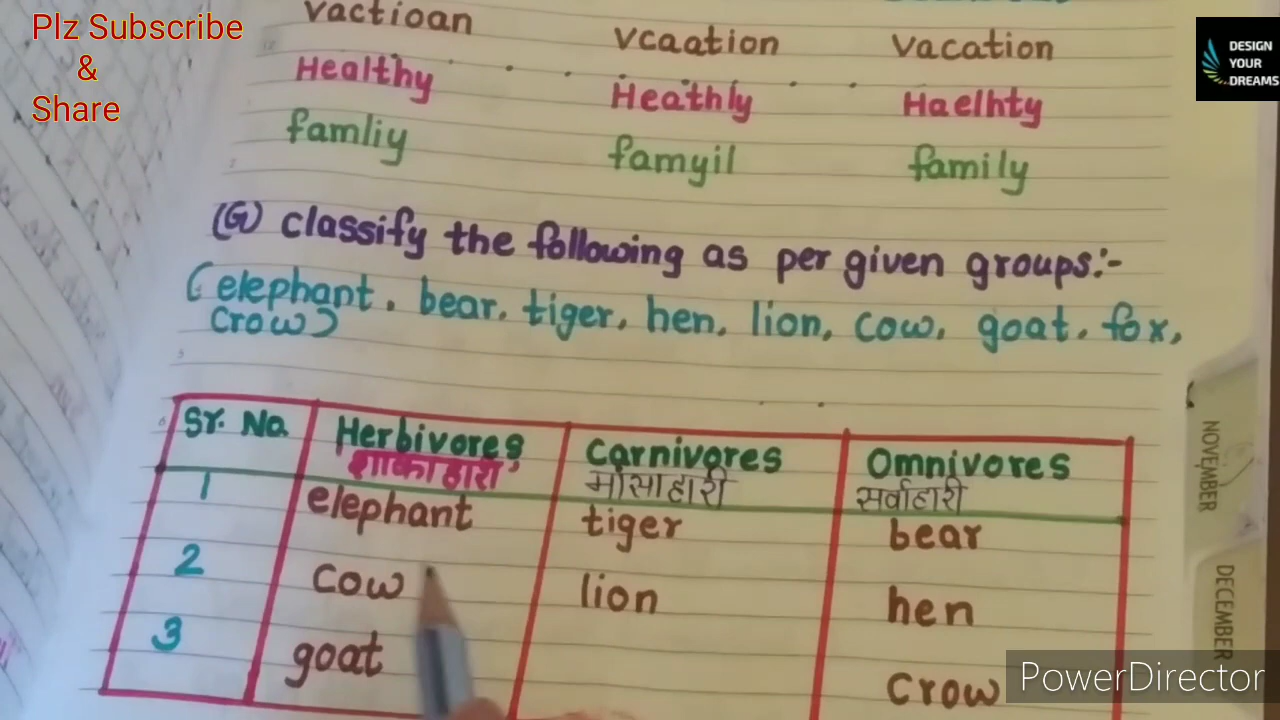 Plz Subscribe
&
Share
DESIGN
YOUR
DREAMS
vactioan vcaation vacation
Healthy Heathly Haelhty
famliy famyil family
(G) classify the following as per given groups:-
(elephant, bear, tiger, hen, lion, cow, goat, fox,
crow)
Sr. No. Herbivores Carnivores Omnivores
शाकाहारी मांसाहारी सर्वाहारी
1 elephant tiger bear
2 cow lion hen
3 goat crow
NOVEMBER
DECEMBER
PowerDirector